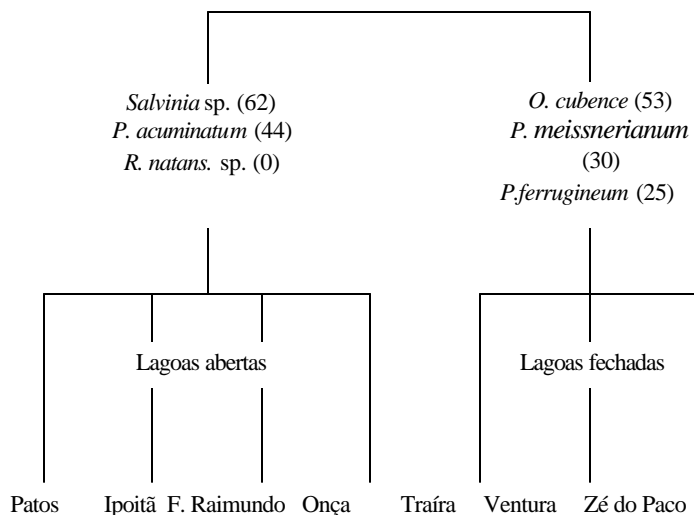 Salvinia sp. (62)
P. acuminatum (44)
R. natans. sp. (0)
O. cubence (53)
P. meissnerianum
(30)
P.ferrugineum (25)
Lagoas abertas
Lagoas fechadas
Patos Ipoitã F. Raimundo Onça Traíra Ventura Zé do Paco